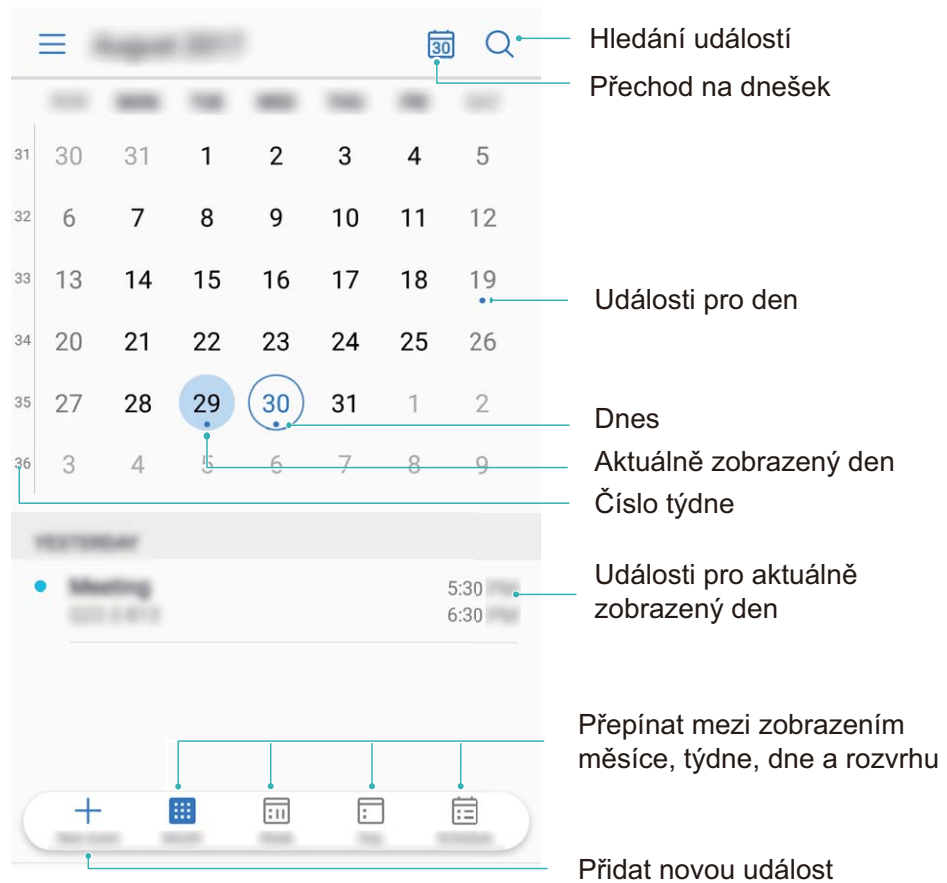 30
Hledání událostí
Přechod na dnešek
31 30 31 1 2 3 4 5
32 6 7 8 9 10 11 12
33 13 14 15 16 17 18 19
Události pro den
34 20 21 22 23 24 25 26
35 27 28 29 30 31 1 2
Dnes
36 3 4 5 6 7 8 9
Aktuálně zobrazený den
Číslo týdne
YESTERDAY
Meeting
5:30
6:30
Události pro aktuálně
zobrazený den
Přepínat mezi zobrazením
měsíce, týdne, dne a rozvrhu
Přidat novou událost